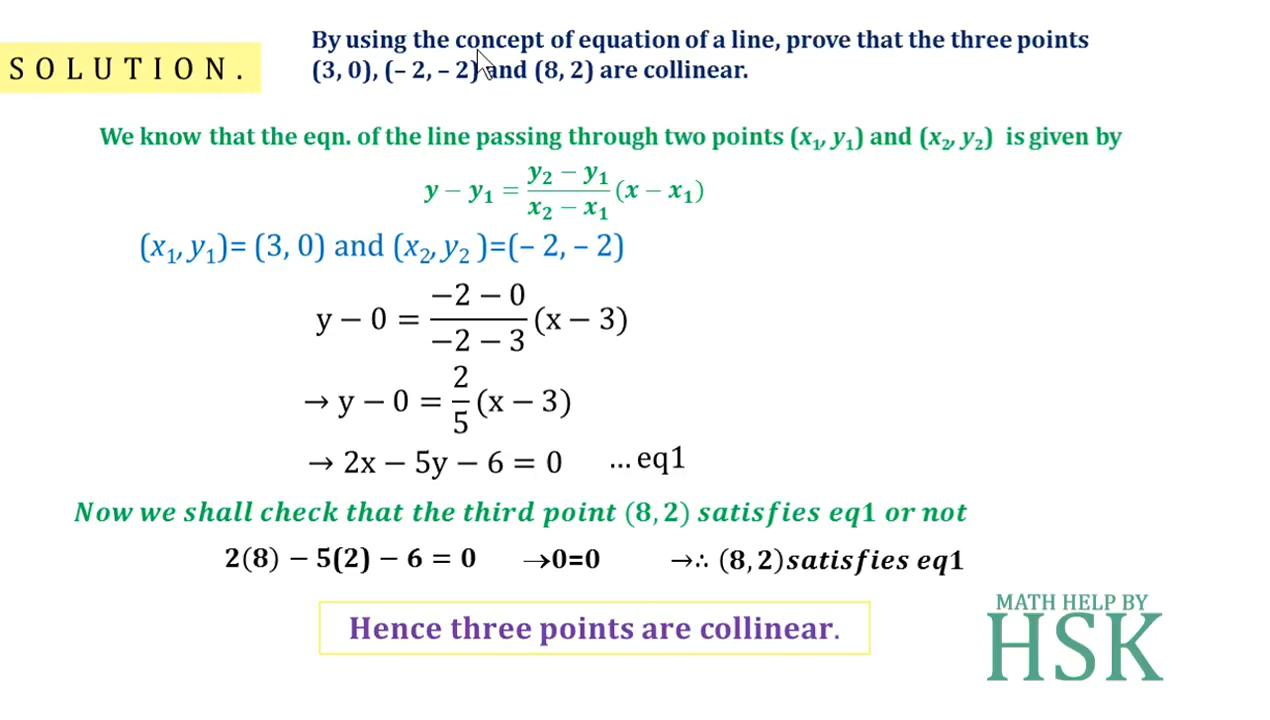 SOLUTION.
By using the concept of equation of a line, prove that the three points
(3, 0), (– 2, – 2) and (8, 2) are collinear.
We know that the eqn. of the line passing through two points (x₁, y₁) and (x₂, y₂) is given by
y − y₁ = (y₂ − y₁)/(x₂ − x₁) (x − x₁)
(x₁, y₁)= (3, 0) and (x₂, y₂ )=(– 2, – 2)
y − 0 = (−2 − 0)/(−2 − 3) (x − 3)
→ y − 0 = 2/5 (x − 3)
→ 2x − 5y − 6 = 0 ...eq1
Now we shall check that the third point (8, 2) satisfies eq1 or not
2(8) − 5(2) − 6 = 0 →0=0 →∴ (8, 2)satisfies eq1
Hence three points are collinear.
MATH HELP BY
HSK